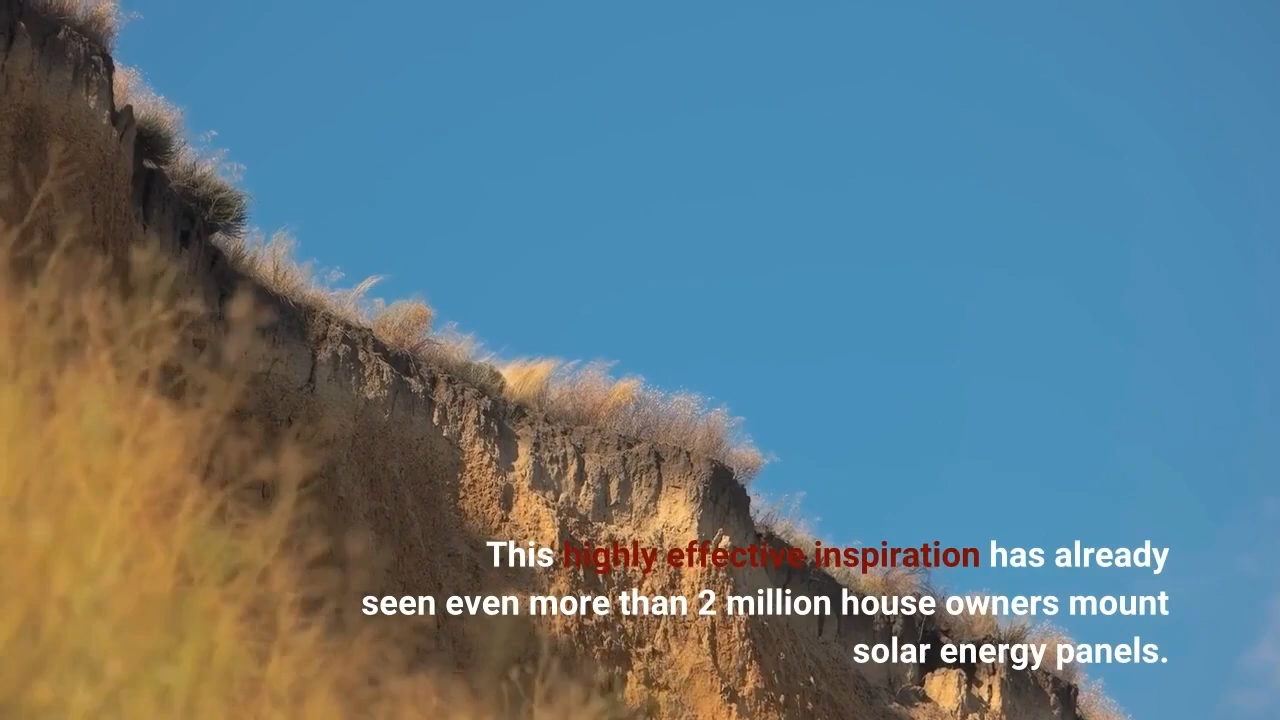 This highly effective inspiration has already
seen even more than 2 million house owners mount
solar energy panels.